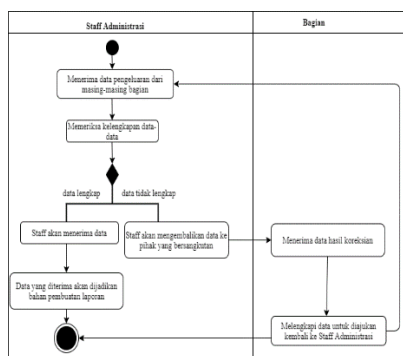 Staff Administrasi
Bagian
Menerima data pengeluaran dari
masing-masing bagian
Memeriksa kelengkapan data-
data
data lengkap
data tidak lengkap
Staff akan menerima data
Staff akan mengembalikan data ke
pihak yang bersangkutan
Menerima data hasil koreksian
Data yang diterima akan dijadikan
bahan pembuatan laporan
Melengkapi data untuk diajukan
kembali ke Staff Administrasi